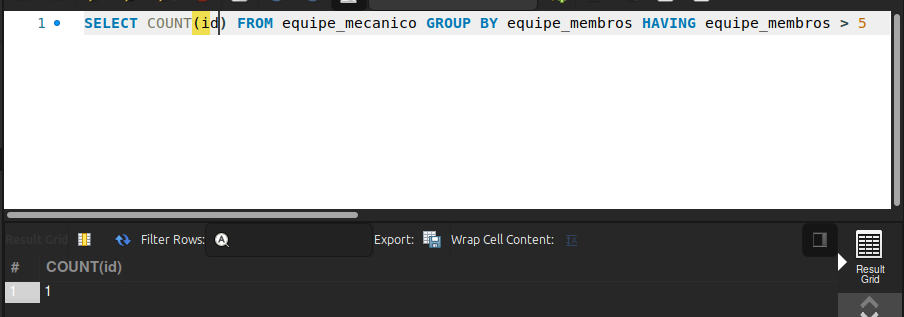 1 SELECT COUNT(id) FROM equipe_mecanico GROUP BY equipe_membros HAVING equipe_membros > 5
Result Grid Filter Rows: Export: Wrap Cell Content:
# COUNT(id)
1 1
Result
Grid